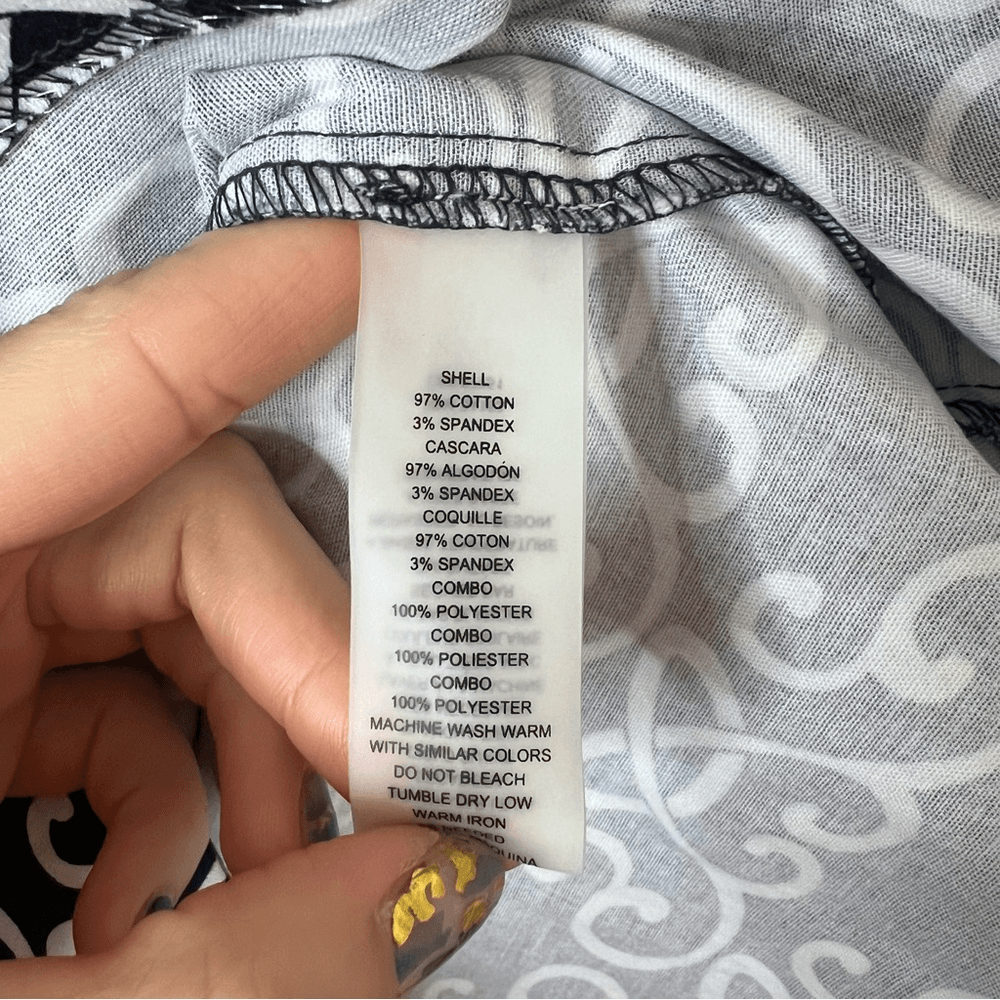 SHELL
97% COTTON
3% SPANDEX
CASCARA
97% ALGODÓN
3% SPANDEX
COQUILLE
97% COTON
3% SPANDEX
COMBO
100% POLYESTER
COMBO
100% POLIESTER
COMBO
100% POLYESTER
MACHINE WASH WARM
WITH SIMILAR COLORS
DO NOT BLEACH
TUMBLE DRY LOW
WARM IRON